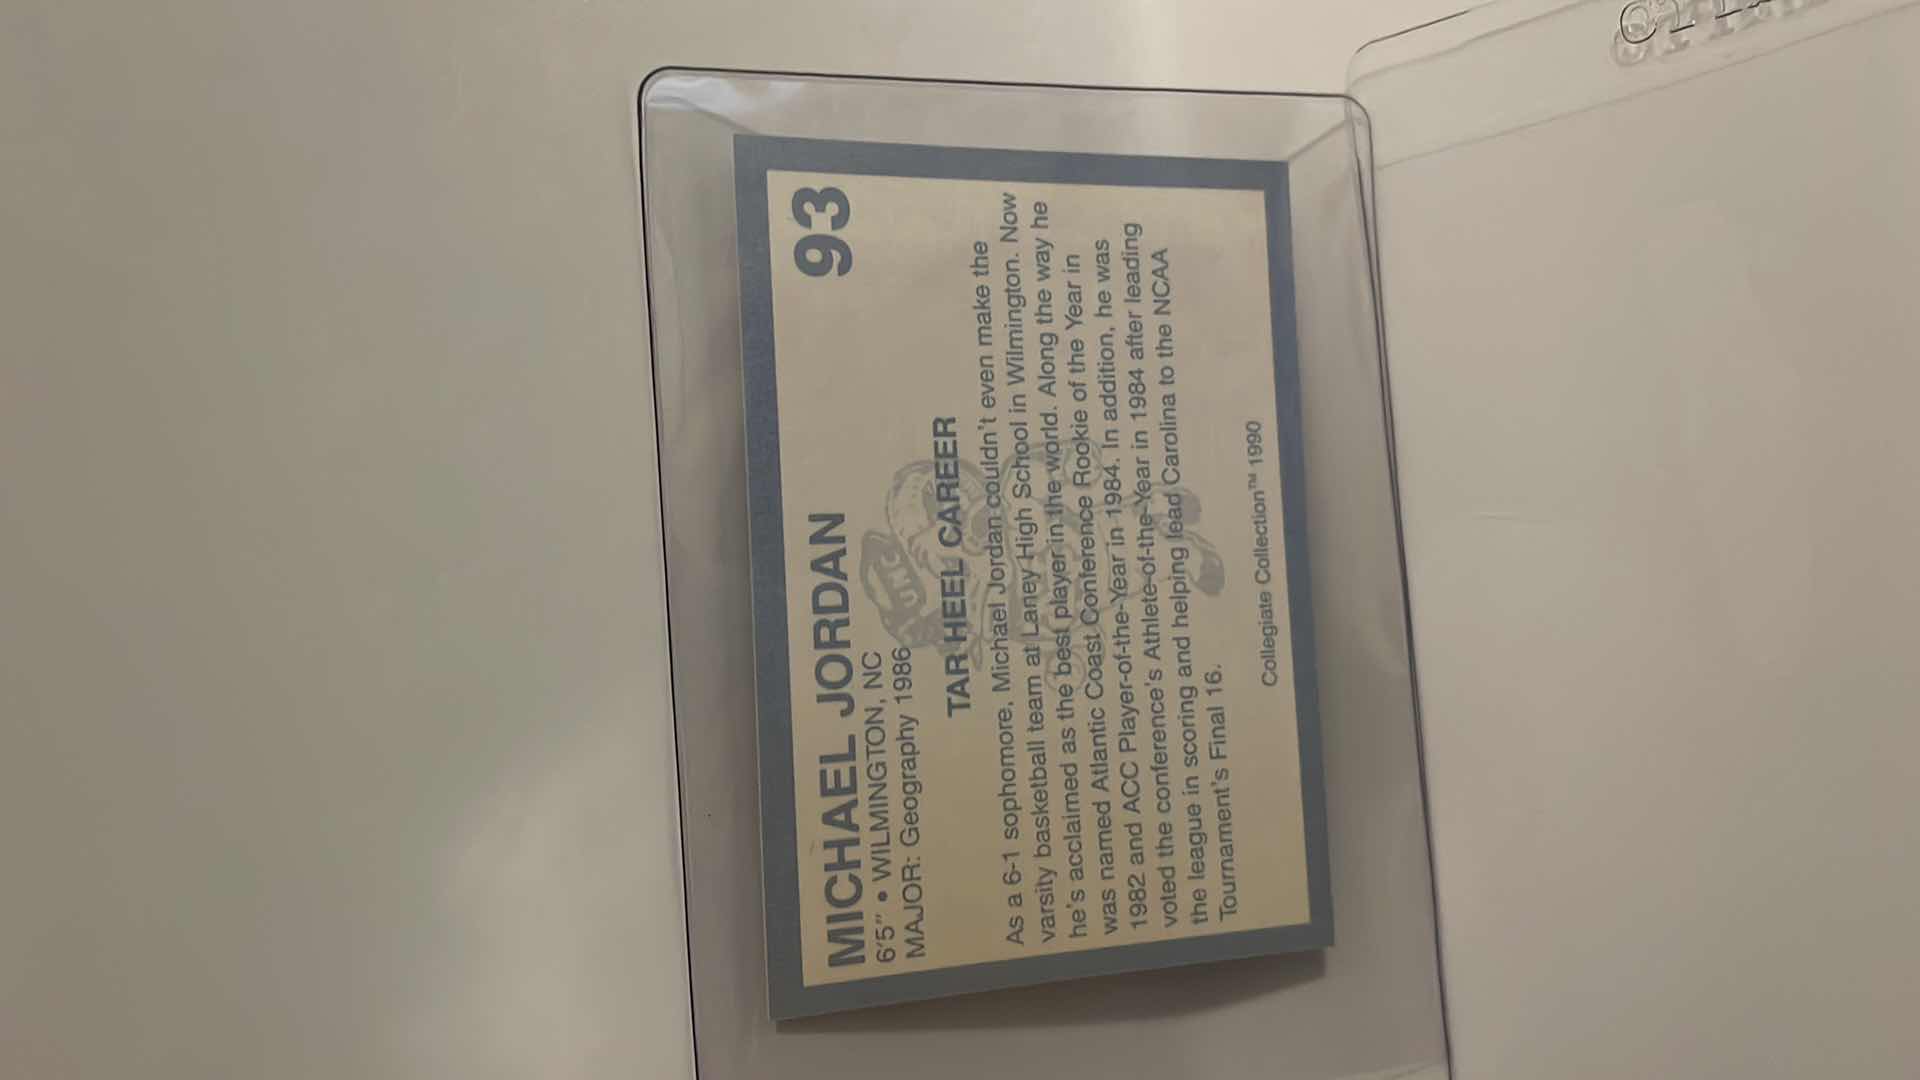 MICHAEL JORDAN 93
6'5" • WILMINGTON, NC
MAJOR: Geography 1986
UNC
TAR HEEL CAREER
As a 6-1 sophomore, Michael Jordan couldn't even make the
varsity basketball team at Laney High School in Wilmington. Now
he's acclaimed as the best player in the world. Along the way he
was named Atlantic Coast Conference Rookie of the Year in
1982 and ACC Player-of-the-Year in 1984. In addition, he was
voted the conference's Athlete-of-the-Year in 1984 after leading
the league in scoring and helping lead Carolina to the NCAA
Tournament's Final 16.
Collegiate Collection™ 1990